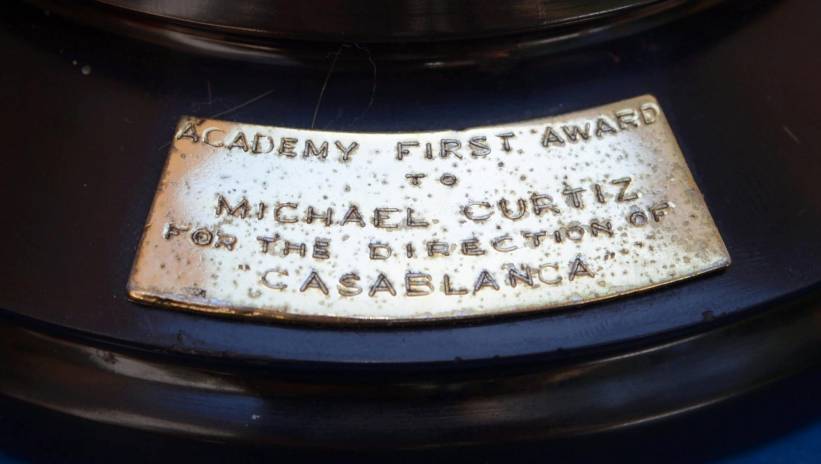 ACADEMY FIRST AWARD
TO
MICHAEL CURTIZ
FOR THE DIRECTION OF
"CASABLANCA"